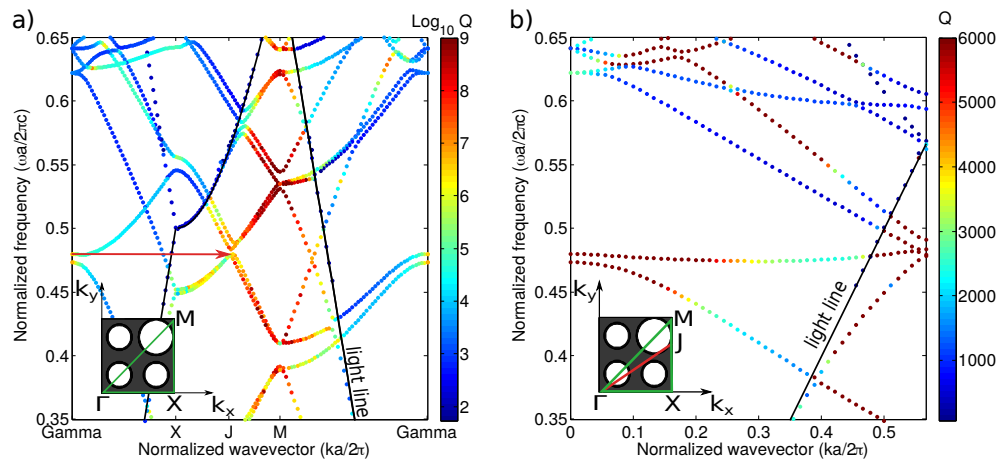 a)
Log10 Q
0.65
0.6
0.55
0.5
0.45
0.4
0.35
Normalized frequency (ωa/2πc)
Gamma X J M Gamma
Normalized wavevector (ka/2π)
ky
M
Γ X kx
light line
9
8
7
6
5
4
3
2
b)
Q
0.65
0.6
0.55
0.5
0.45
0.4
0.35
Normalized frequency (ωa/2πc)
0 0.1 0.2 0.3 0.4 0.5
Normalized wavevector (ka/2π)
ky
M
J
Γ X kx
light line
6000
5000
4000
3000
2000
1000